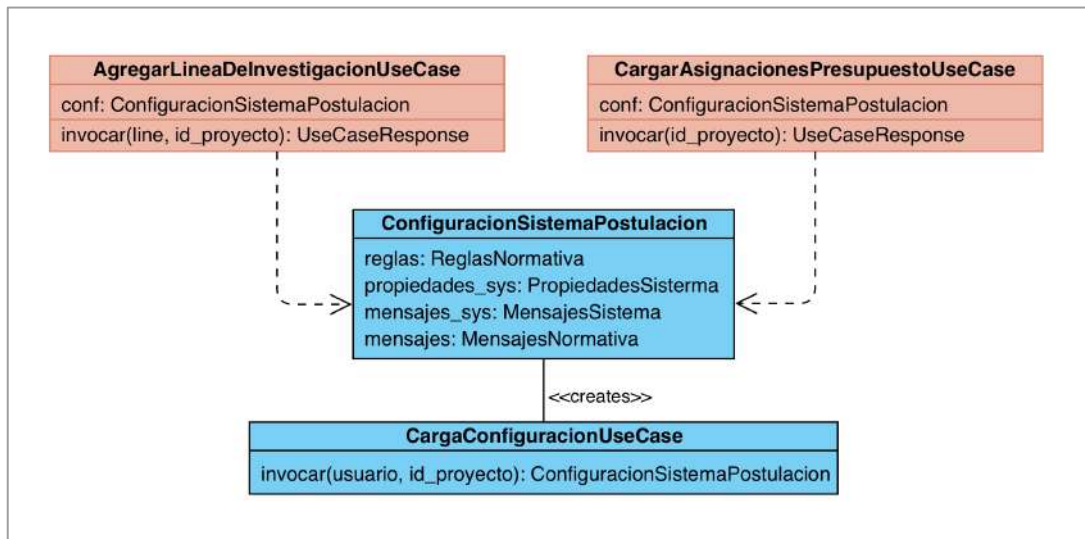 AgregarLineaDeInvestigacionUseCase
conf: ConfiguracionSistemaPostulacion
invocar(line, id_proyecto): UseCaseResponse
CargarAsignacionesPresupuestoUseCase
conf: ConfiguracionSistemaPostulacion
invocar(id_proyecto): UseCaseResponse
ConfiguracionSistemaPostulacion
reglas: ReglasNormativa
propiedades_sys: PropiedadesSisterma
mensajes_sys: MensajesSistema
mensajes: MensajesNormativa
<<creates>>
CargaConfiguracionUseCase
invocar(usuario, id_proyecto): ConfiguracionSistemaPostulacion